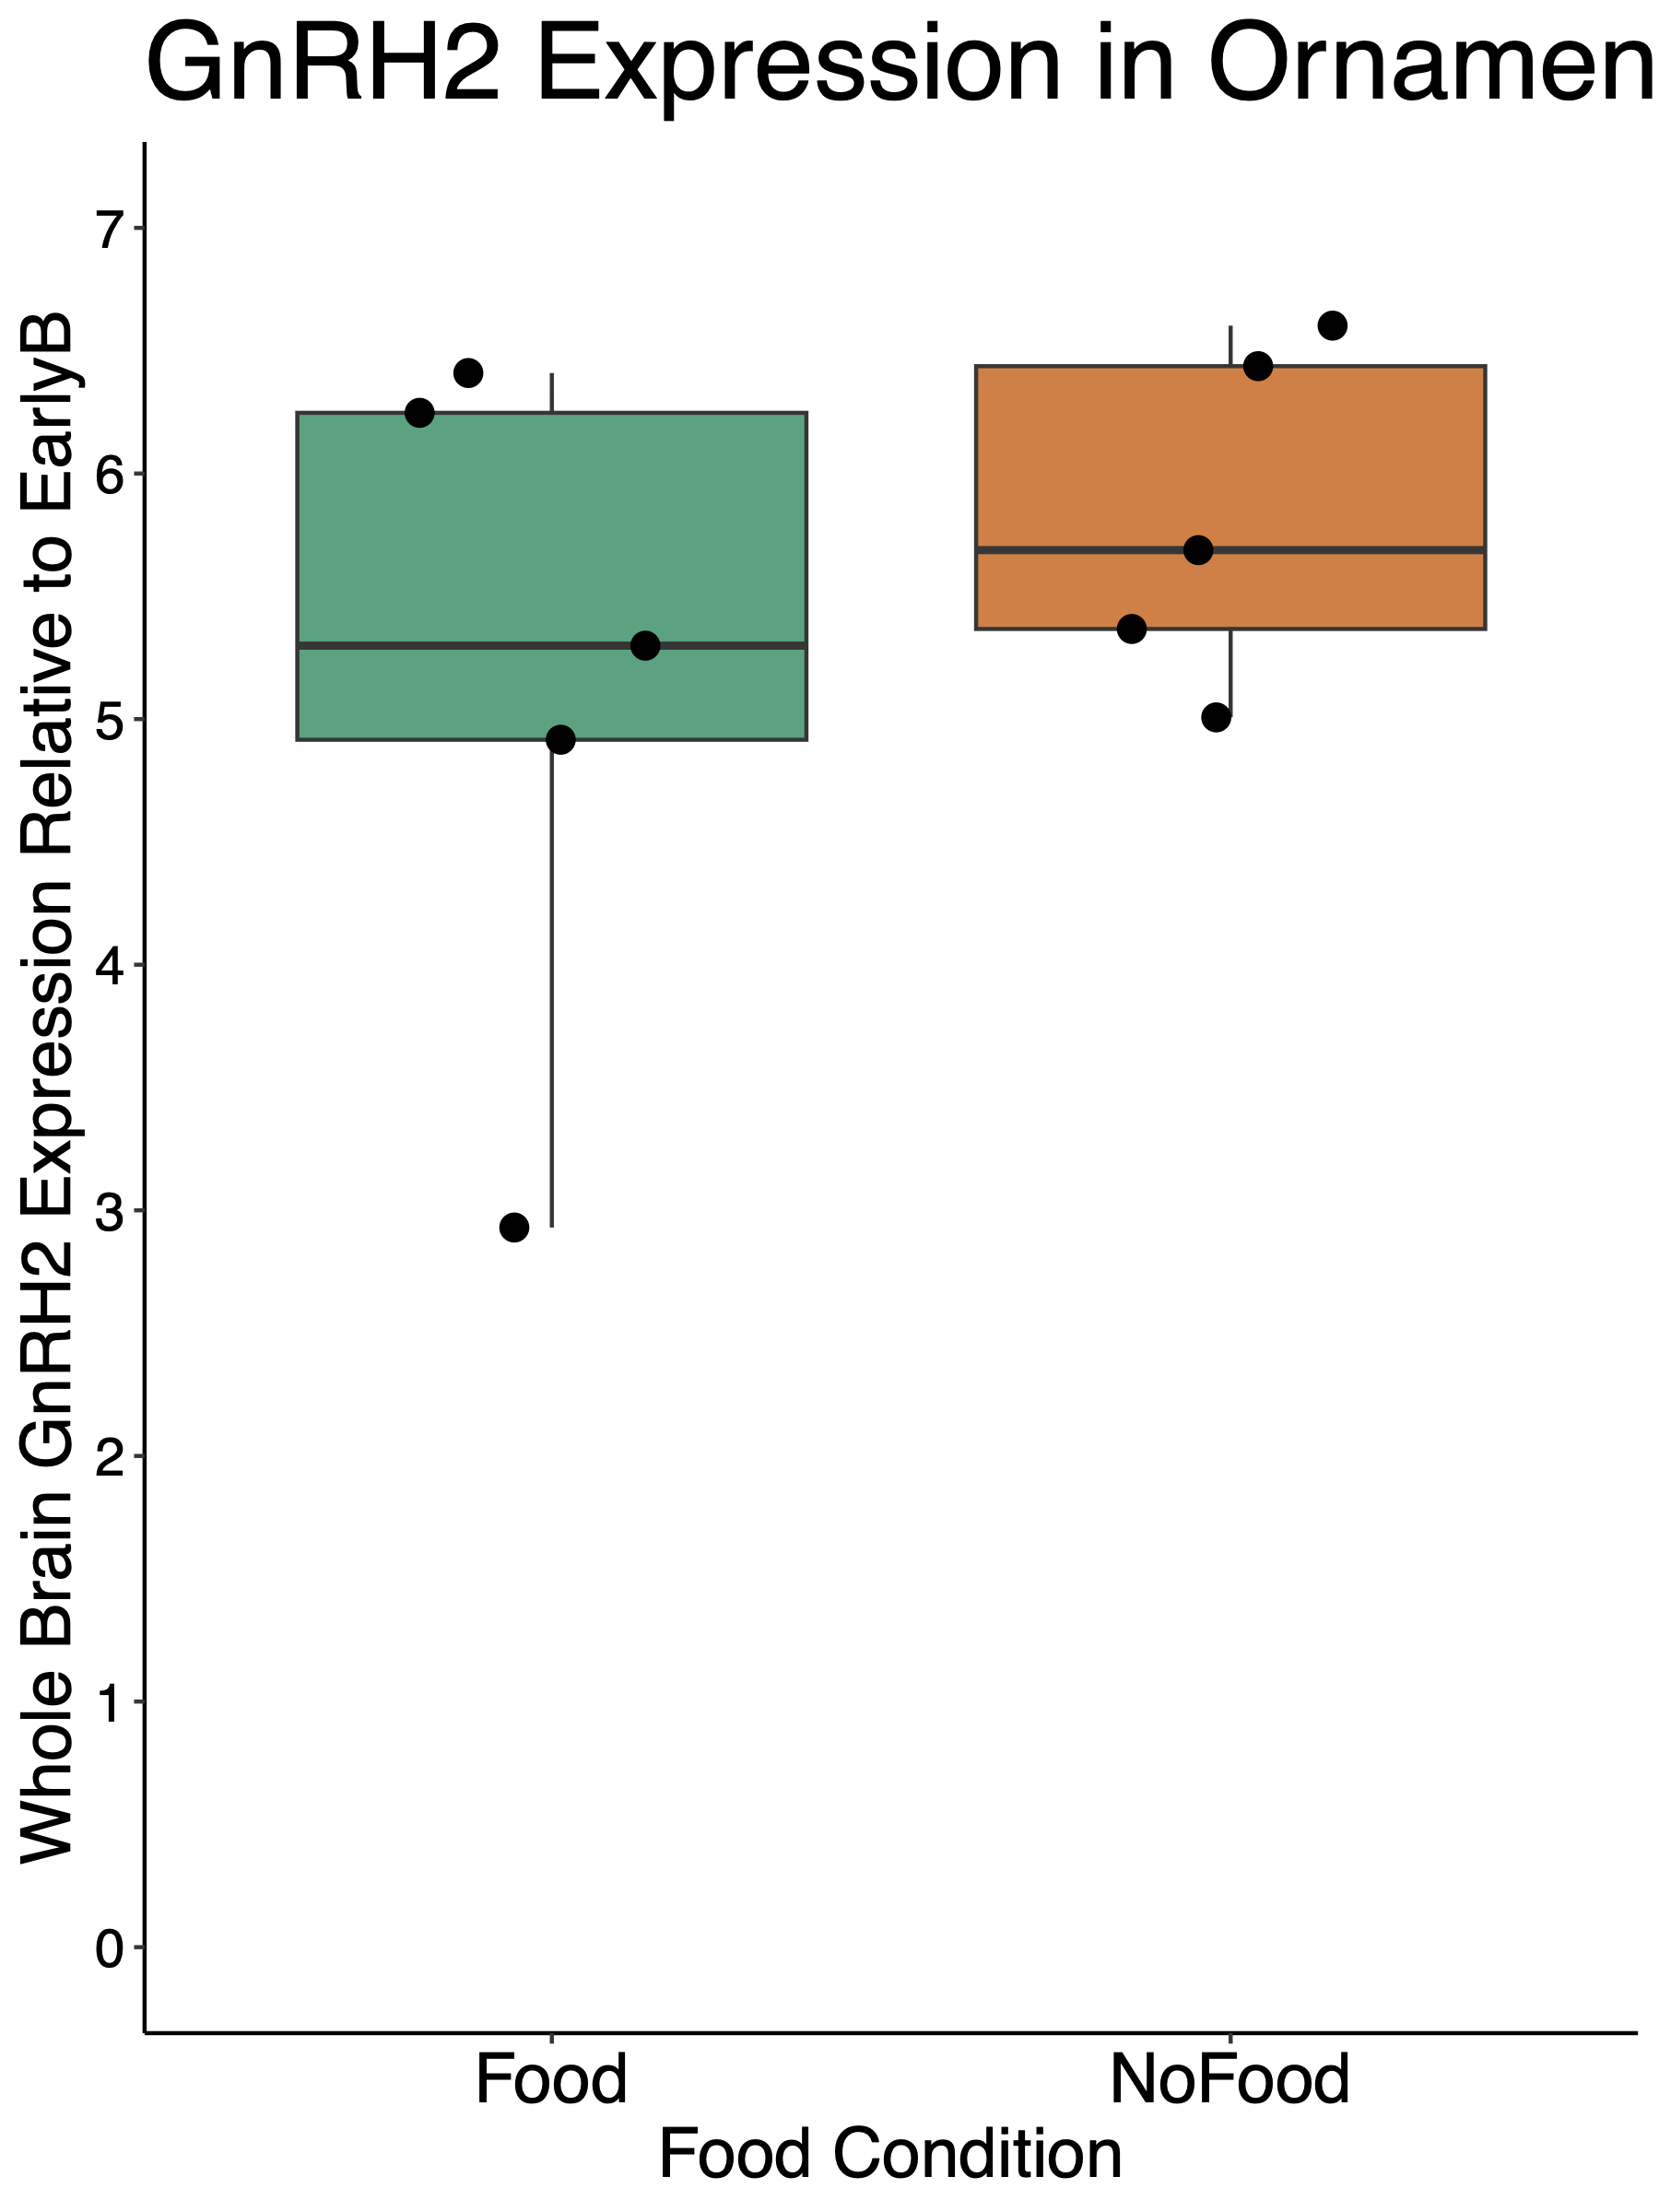 GnRH2 Expression in Ornamen
Whole Brain GnRH2 Expression Relative to EarlyB
7
6
5
4
3
2
1
0
Food
NoFood
Food Condition